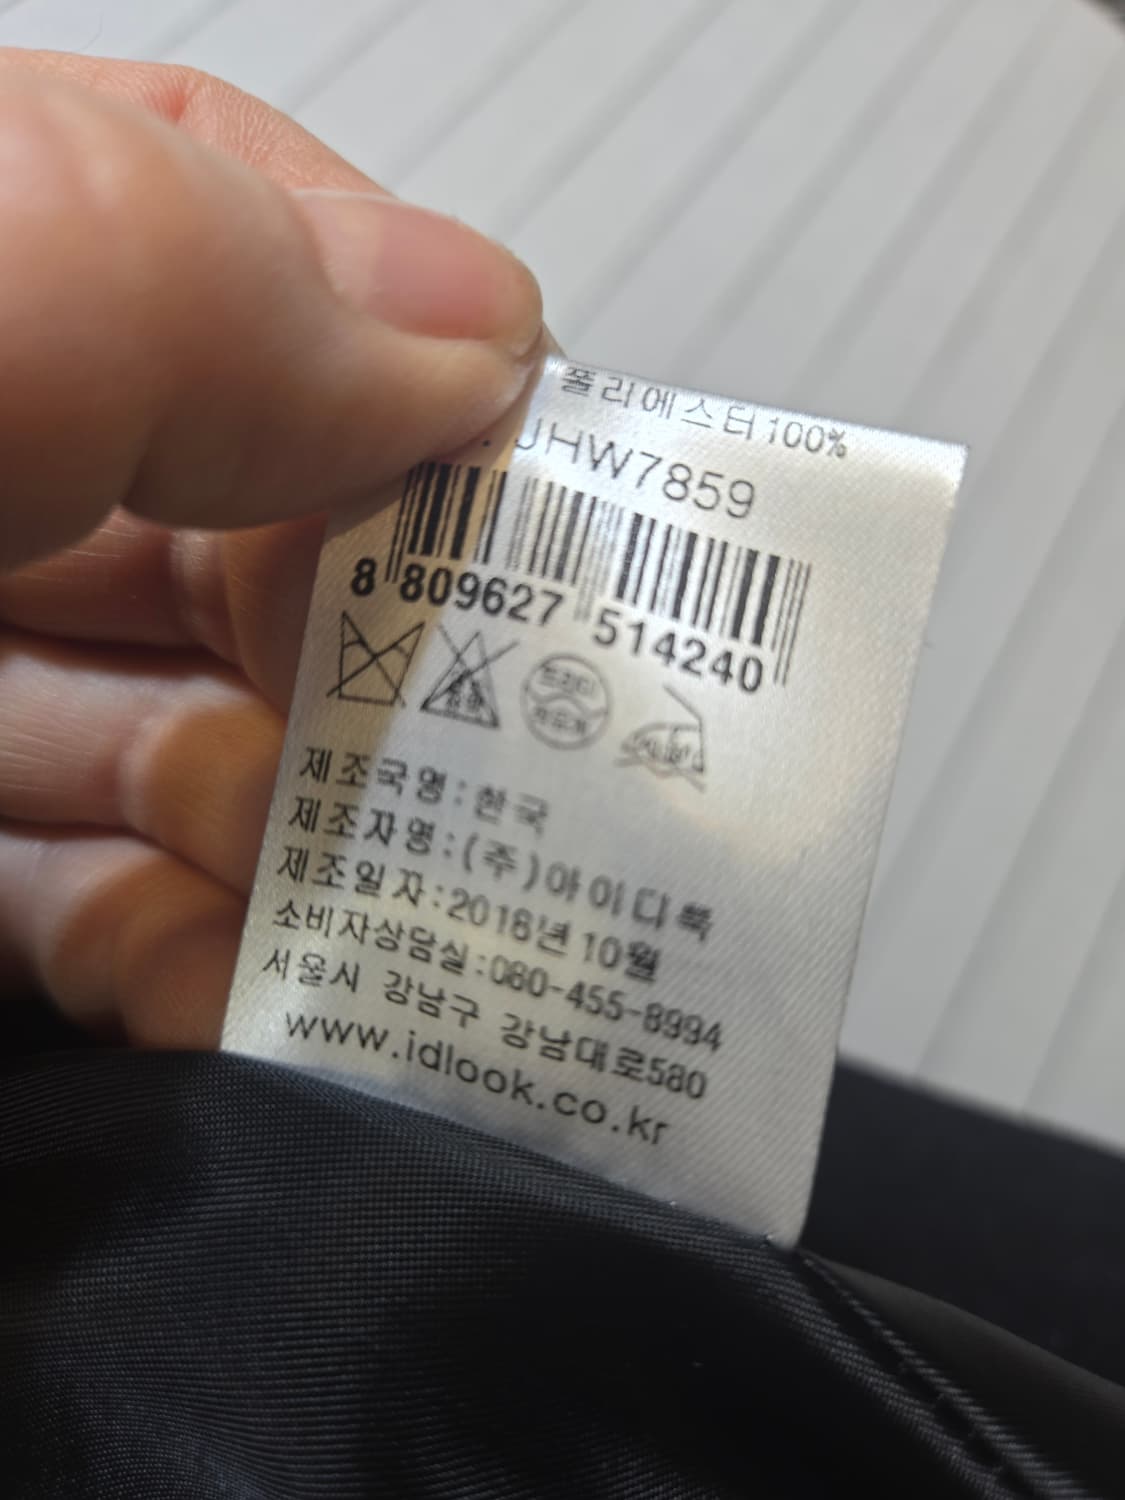 폴리에스터100%
JHW7859
8 809627 514240
드라이
제조국명:한국
제조자명:(주)아이디룩
제조일자:2018년 10월
소비자상담실:080-455-8994
서울시 강남구 강남대로580
www.idlook.co.kr